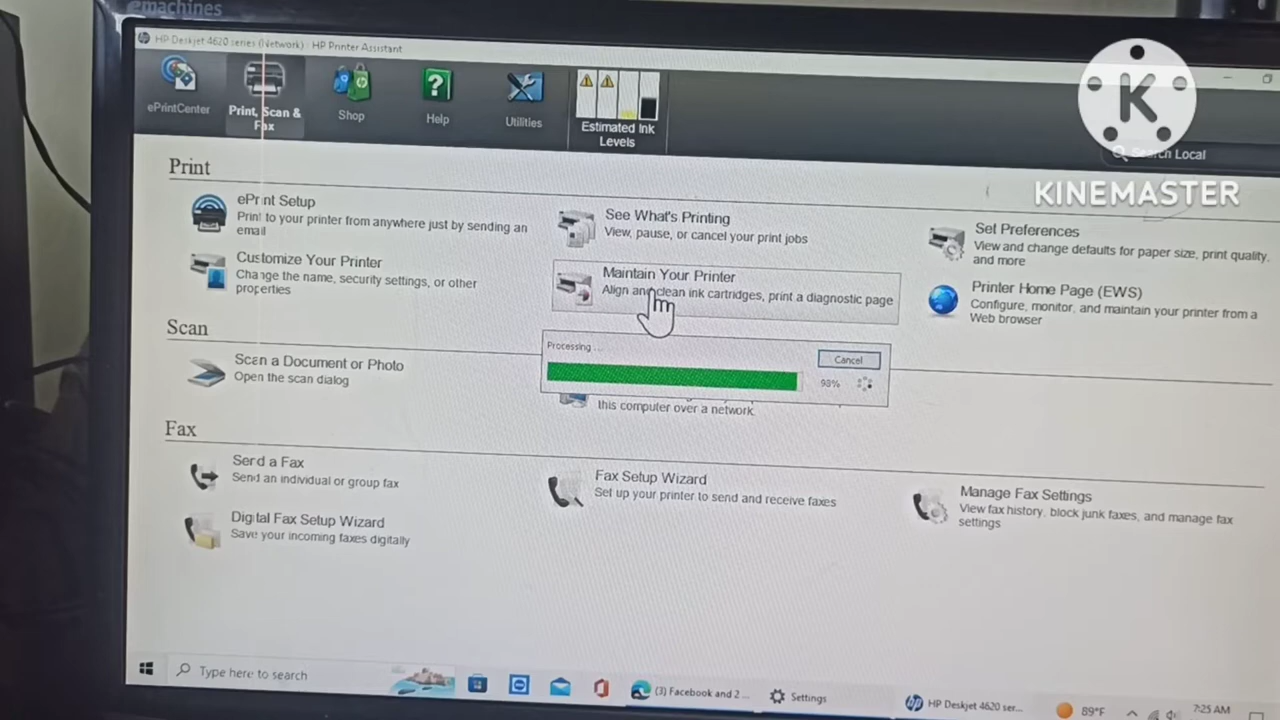 emachines
HP Deskjet 4620 series (Network) - HP Printer Assistant
ePrintCenter
Print, Scan &
Fax
Shop
Help
Utilities
Estimated Ink
Levels
Search Local
K
KINEMASTER
Print
ePrint Setup
Print to your printer from anywhere just by sending an
email
See What's Printing
View, pause, or cancel your print jobs
Set Preferences
View and change defaults for paper size, print quality,
and more
Customize Your Printer
Change the name, security settings, or other
properties
Maintain Your Printer
Align and clean ink cartridges, print a diagnostic page
Printer Home Page (EWS)
Configure, monitor, and maintain your printer from a
Web browser
Scan
Processing ...
Cancel
98%
Scan a Document or Photo
Open the scan dialog
this computer over a network.
Fax
Send a Fax
Send an individual or group fax
Fax Setup Wizard
Set up your printer to send and receive faxes
Manage Fax Settings
View fax history, block junk faxes, and manage fax
settings
Digital Fax Setup Wizard
Save your incoming faxes digitally
Type here to search
(3) Facebook and 2 ...
Settings
HP Deskjet 4620 ser...
89°F
7:25 AM